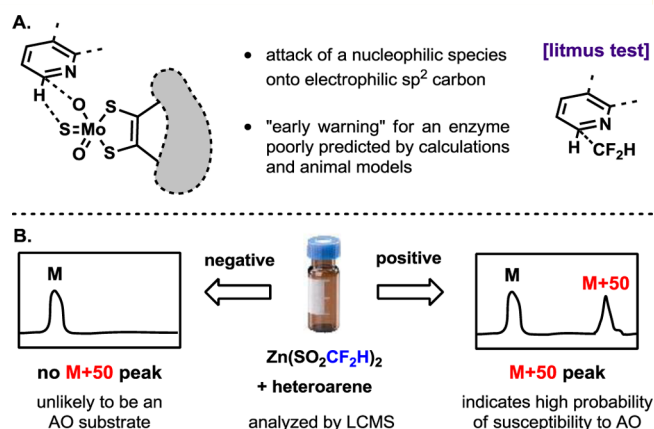 A.
N
H
O
S=Mo
O
S
S
• attack of a nucleophilic species
onto electrophilic sp² carbon
• "early warning" for an enzyme
poorly predicted by calculations
and animal models
[litmus test]
N
H
CF₂H
B.
M
no M+50 peak
unlikely to be an
AO substrate
negative
positive
Zn(SO₂CF₂H)₂
+ heteroarene
analyzed by LCMS
M
M+50
M+50 peak
indicates high probability
of susceptibility to AO